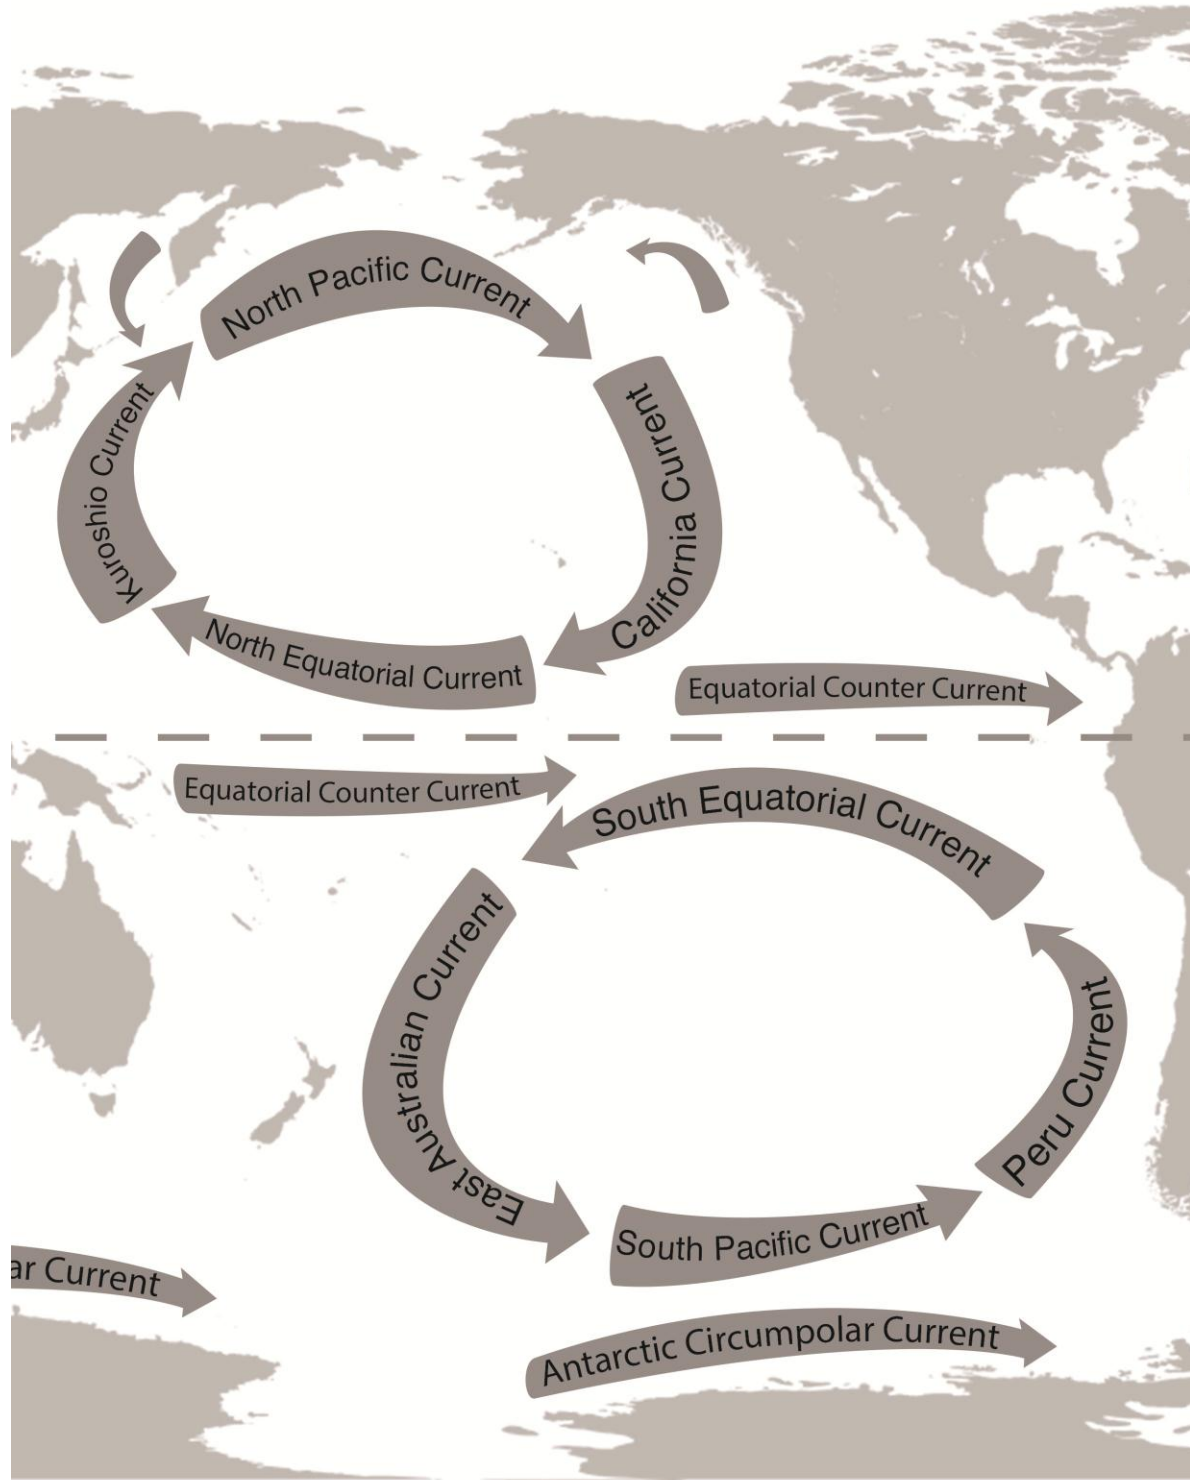 North Pacific Current
Kuroshio Current
California Current
North Equatorial Current
Equatorial Counter Current
Equatorial Counter Current
South Equatorial Current
East Australian Current
Peru Current
South Pacific Current
ar Current
Antarctic Circumpolar Current